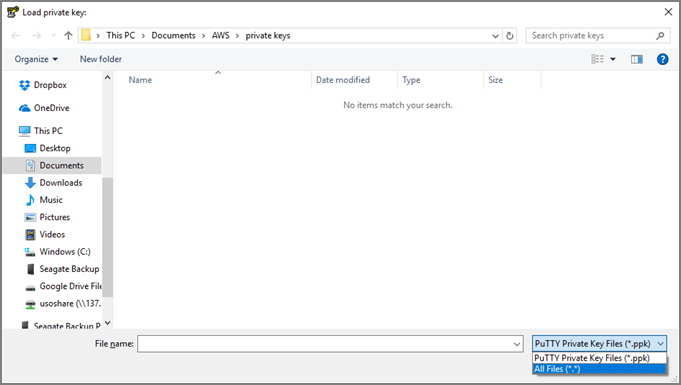 Load private key:
This PC > Documents > AWS > private keys
Search private keys
Organize
New folder
Name
Date modified
Type
Size
No items match your search.
Dropbox
OneDrive
This PC
Desktop
Documents
Downloads
Music
Pictures
Videos
Windows (C:)
Seagate Backup
Google Drive File
usoshare (\\137.
Seagate Backup P
File name:
PuTTY Private Key Files (*.ppk)
PuTTY Private Key Files (*.ppk)
All Files (*.*)